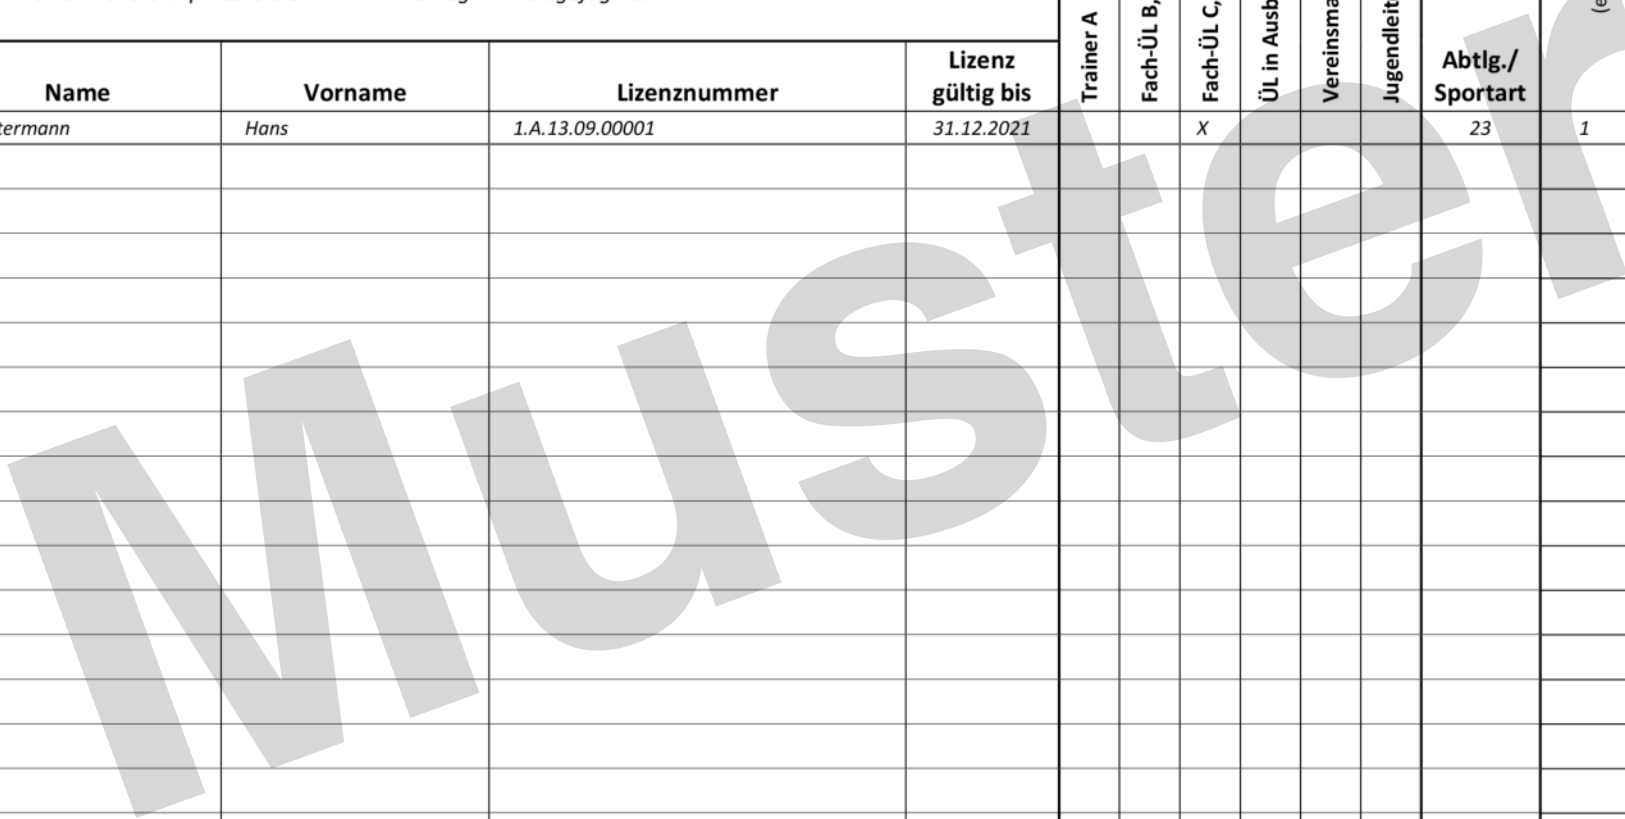 Trainer A
Fach-ÜL B,
Fach-ÜL C,
ÜL in Ausb
Vereinsma
Jugendleit
(e
Name Vorname Lizenznummer Lizenz gültig bis Abtlg./ Sportart
termann Hans 1.A.13.09.00001 31.12.2021 X 23 1
Muster